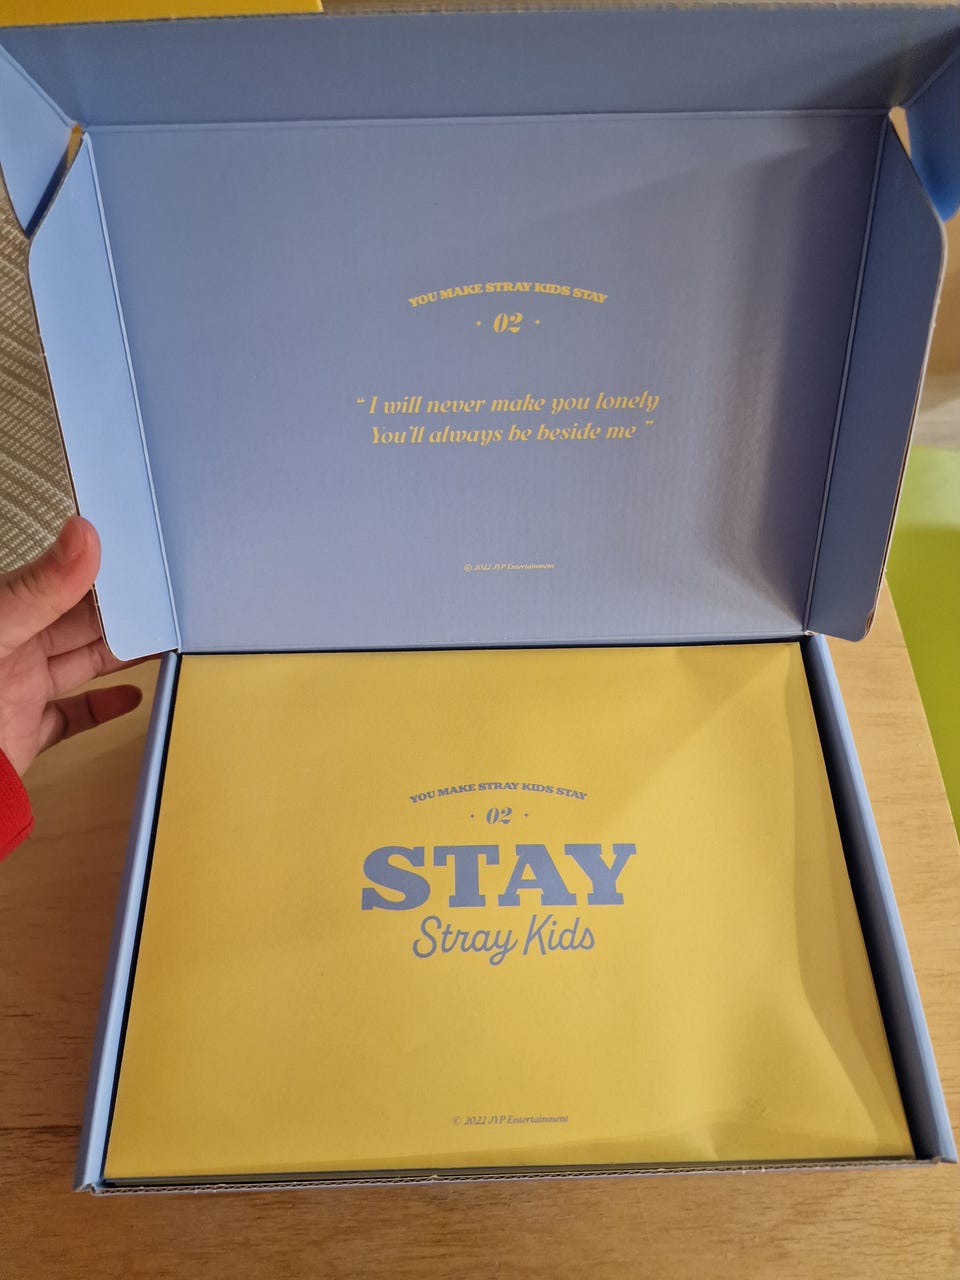 YOU MAKE STRAY KIDS STAY
· 02 ·
“ I will never make you lonely
You'll always be beside me ”
© 2022 JYP Entertainment
YOU MAKE STRAY KIDS STAY
· 02 ·
STAY
Stray Kids
© 2022 JYP Entertainment